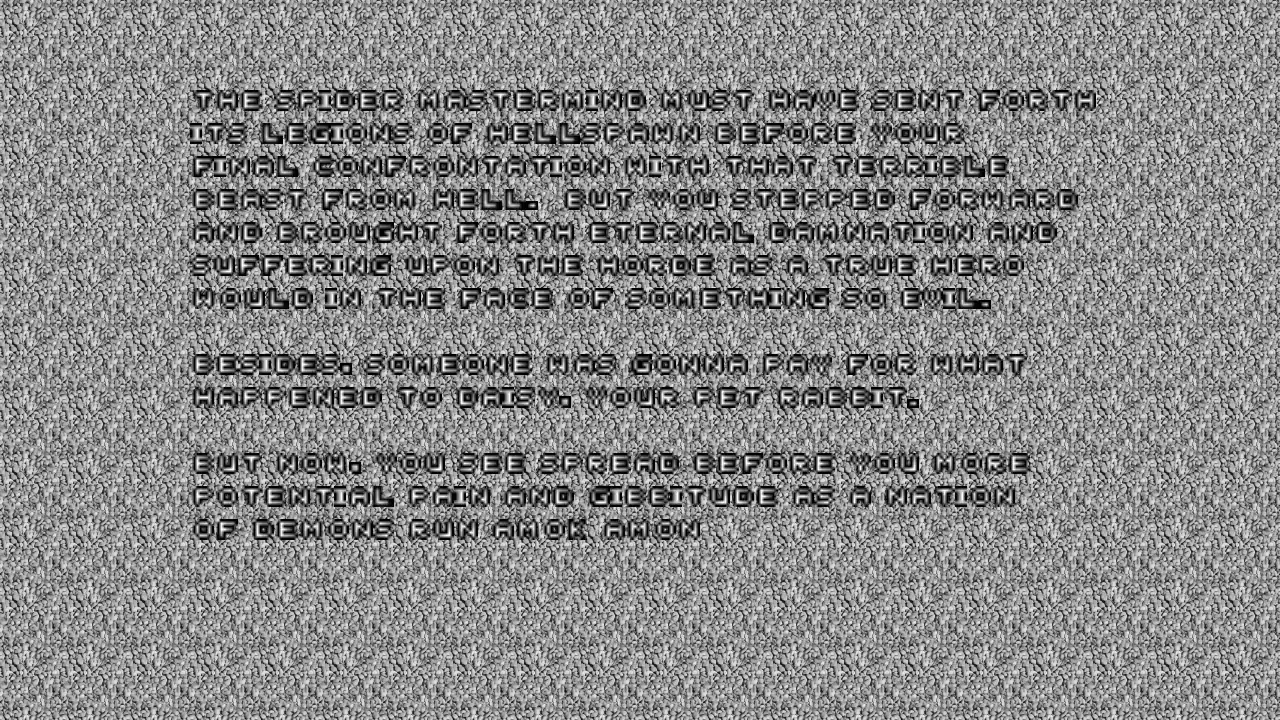 THE SPIDER MASTERMIND MUST HAVE SENT FORTH
ITS LEGIONS OF HELLSPAWN BEFORE YOUR
FINAL CONFRONTATION WITH THAT TERRIBLE
BEAST FROM HELL. BUT YOU STEPPED FORWARD
AND BROUGHT FORTH ETERNAL DAMNATION AND
SUFFERING UPON THE HORDE AS A TRUE HERO
WOULD IN THE FACE OF SOMETHING SO EVIL.
BESIDES, SOMEONE WAS GONNA PAY FOR WHAT
HAPPENED TO DAISY, YOUR PET RABBIT.
BUT NOW, YOU SEE SPREAD BEFORE YOU MORE
POTENTIAL PAIN AND GIBBITUDE AS A NATION
OF DEMONS RUN AMOK AMON